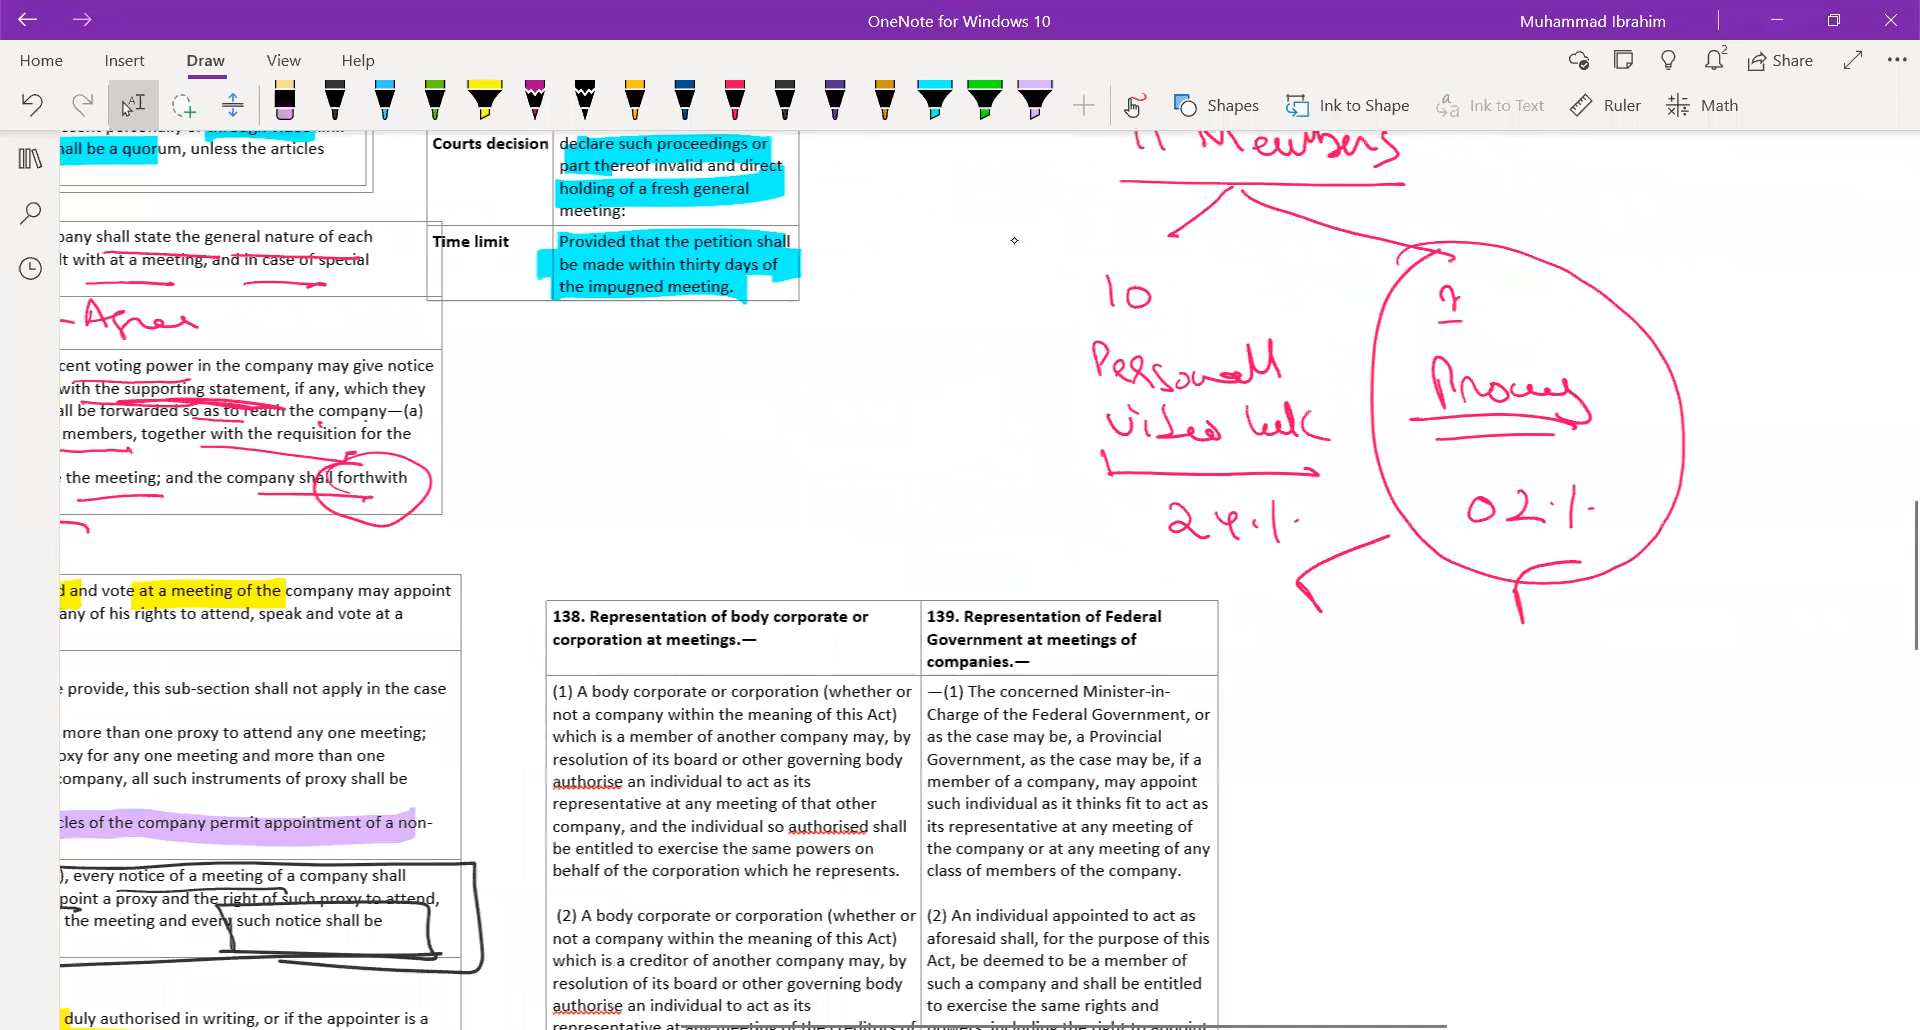 OneNote for Windows 10
Muhammad Ibrahim
Home Insert Draw View Help
2
Share
Shapes
Ink to Shape
Ink to Text
Ruler
Math
hall be a quorum, unless the articles
pany shall state the general nature of each
lt with at a meeting, and in case of special
- Agree
cent voting power in the company may give notice
with the supporting statement, if any, which they
all be forwarded so as to reach the company—(a)
members, together with the requisition for the
the meeting; and the company shall forthwith
d and vote at a meeting of the company may appoint
any of his rights to attend, speak and vote at a
e provide, this sub-section shall not apply in the case
more than one proxy to attend any one meeting;
oxy for any one meeting and more than one
company, all such instruments of proxy shall be
cles of the company permit appointment of a non-
), every notice of a meeting of a company shall
point a proxy and the right of such proxy to attend,
the meeting and every such notice shall be
duly authorised in writing, or if the appointer is a
Courts decision
declare such proceedings or
part thereof invalid and direct
holding of a fresh general
meeting:
Time limit
Provided that the petition shall
be made within thirty days of
the impugned meeting.
11 Members
10
Personall
Video link
24%
?
Proxy
02%
138. Representation of body corporate or
corporation at meetings.—
(1) A body corporate or corporation (whether or
not a company within the meaning of this Act)
which is a member of another company may, by
resolution of its board or other governing body
authorise an individual to act as its
representative at any meeting of that other
company, and the individual so authorised shall
be entitled to exercise the same powers on
behalf of the corporation which he represents.
(2) A body corporate or corporation (whether or
not a company within the meaning of this Act)
which is a creditor of another company may, by
resolution of its board or other governing body
authorise an individual to act as its
representative at any meeting of the creditors of
139. Representation of Federal
Government at meetings of
companies.—
—(1) The concerned Minister-in-
Charge of the Federal Government, or
as the case may be, a Provincial
Government, as the case may be, if a
member of a company, may appoint
such individual as it thinks fit to act as
its representative at any meeting of
the company or at any meeting of any
class of members of the company.
(2) An individual appointed to act as
aforesaid shall, for the purpose of this
Act, be deemed to be a member of
such a company and shall be entitled
to exercise the same rights and
powers, including the right to appoint